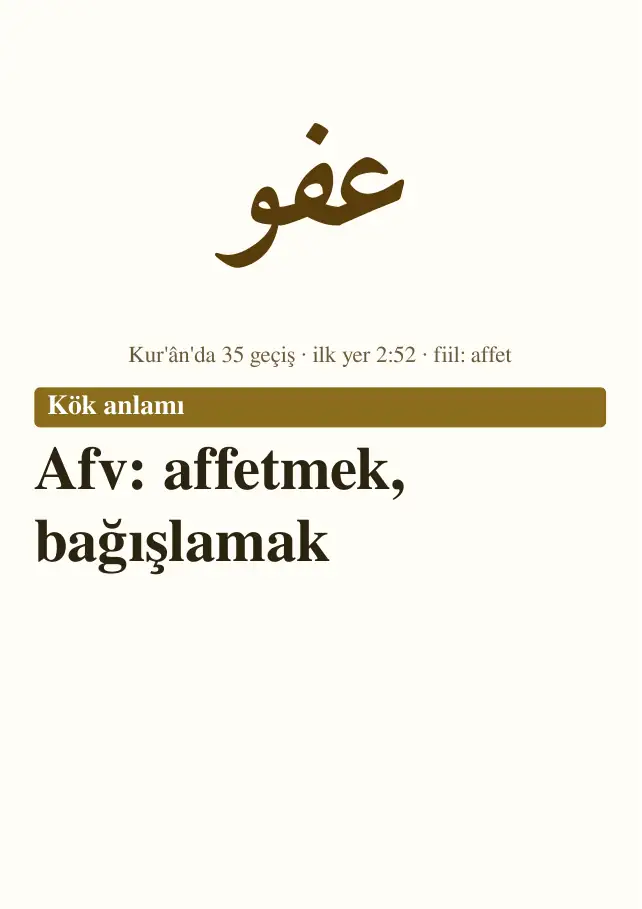 عفو
Kur'ân'da 35 geçiş · ilk yer 2:52 · fiil: affet
Kök anlamı
Afv: affetmek,
bağışlamak